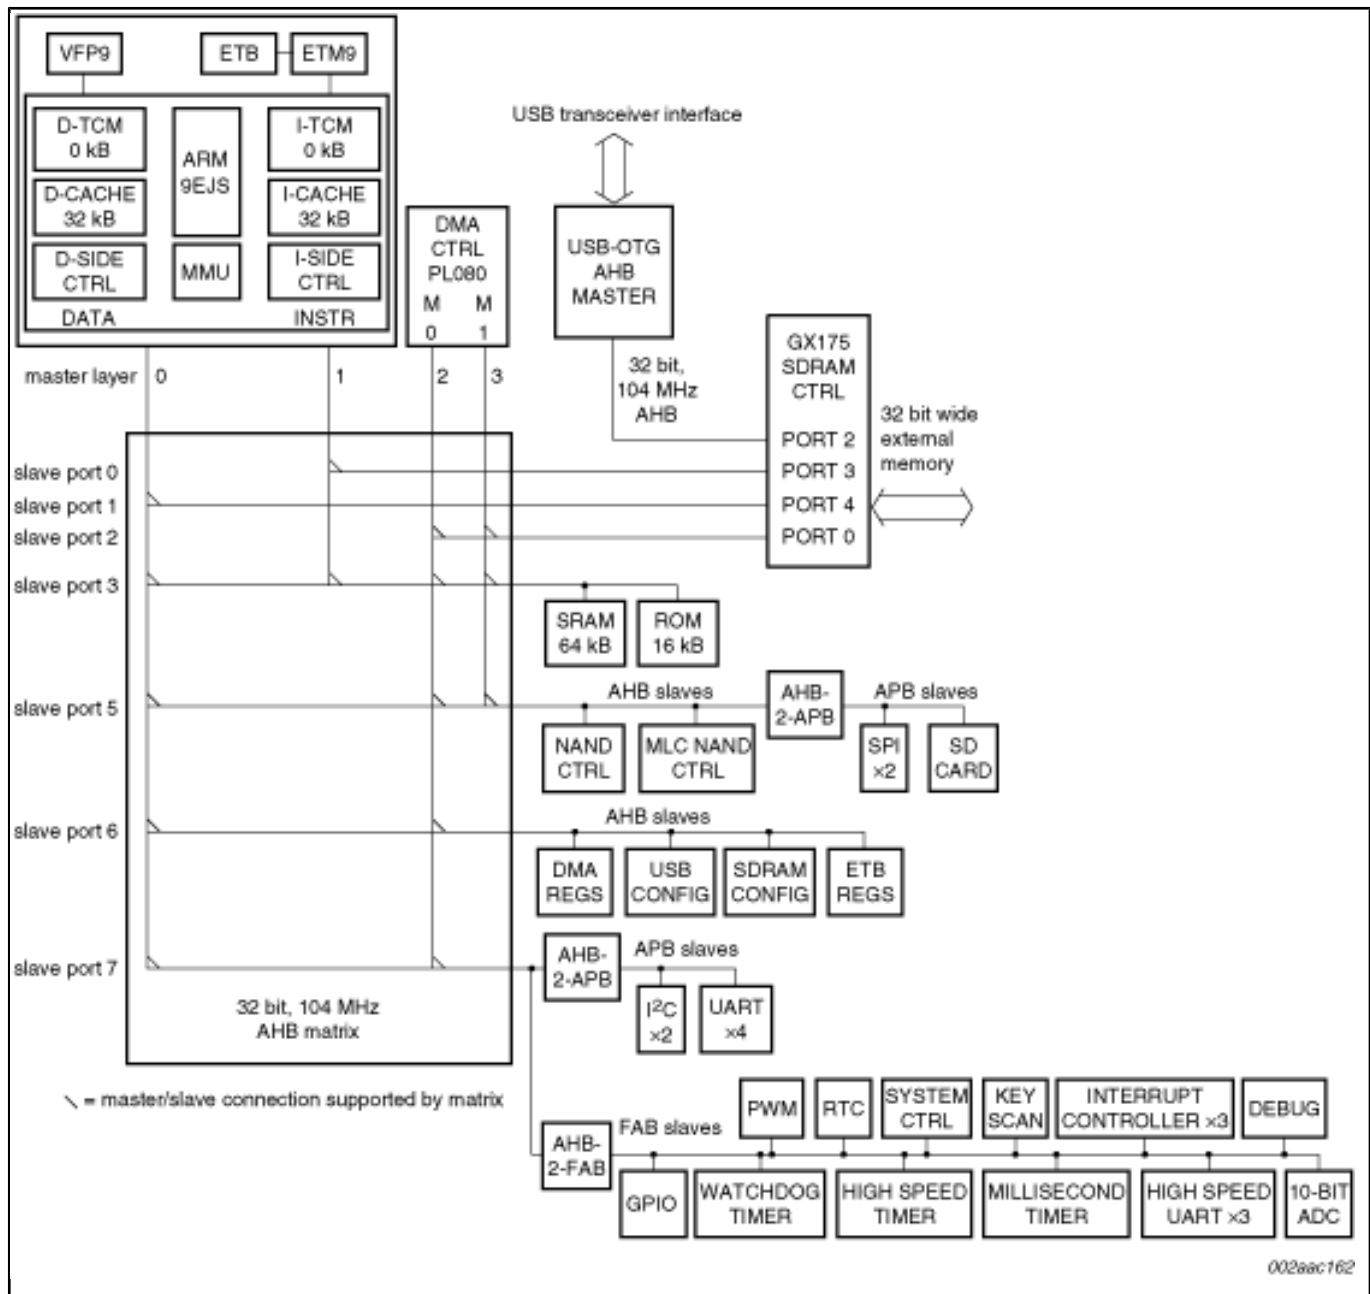 VFP9
ETB
ETM9
D-TCM
0 kB
ARM
9EJS
I-TCM
0 kB
D-CACHE
32 kB
I-CACHE
32 kB
D-SIDE
CTRL
MMU
I-SIDE
CTRL
DATA
INSTR
DMA
CTRL
PL080
M
0
M
1
USB transceiver interface
USB-OTG
AHB
MASTER
32 bit,
104 MHz
AHB
GX175
SDRAM
CTRL
PORT 2
PORT 3
PORT 4
PORT 0
32 bit wide
external
memory
master layer
0
1
2
3
slave port 0
slave port 1
slave port 2
slave port 3
SRAM
64 kB
ROM
16 kB
slave port 5
AHB slaves
AHB-
2-APB
APB slaves
NAND
CTRL
MLC NAND
CTRL
SPI
×2
SD
CARD
slave port 6
AHB slaves
DMA
REGS
USB
CONFIG
SDRAM
CONFIG
ETB
REGS
slave port 7
AHB-
2-APB
APB slaves
I²C
×2
UART
×4
32 bit, 104 MHz
AHB matrix
= master/slave connection supported by matrix
AHB-
2-FAB
FAB slaves
PWM
RTC
SYSTEM
CTRL
KEY
SCAN
INTERRUPT
CONTROLLER ×3
DEBUG
GPIO
WATCHDOG
TIMER
HIGH SPEED
TIMER
MILLISECOND
TIMER
HIGH SPEED
UART ×3
10-BIT
ADC
002aac162